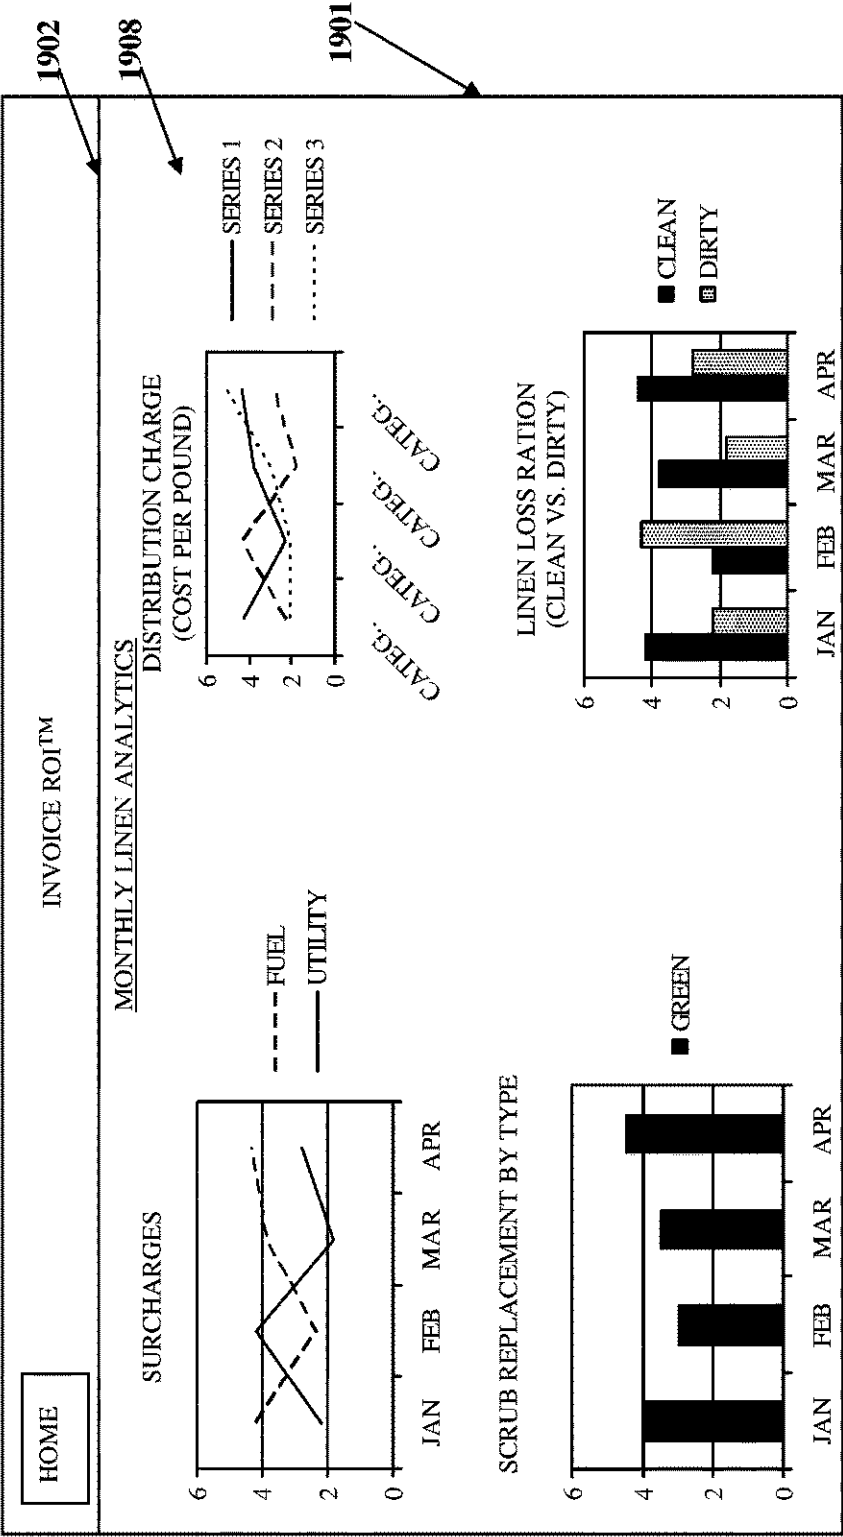 1902
1908
1901
HOME
INVOICE ROI™
MONTHLY LINEN ANALYTICS
SURCHARGES
6
4
2
0
JAN FEB MAR APR
FUEL
UTILITY
DISTRIBUTION CHARGE
(COST PER POUND)
6
4
2
0
CATEG.. CATEG.. CATEG.. CATEG..
SERIES 1
SERIES 2
SERIES 3
SCRUB REPLACEMENT BY TYPE
6
4
2
0
JAN FEB MAR APR
GREEN
LINEN LOSS RATION
(CLEAN VS. DIRTY)
6
4
2
0
JAN FEB MAR APR
CLEAN
DIRTY